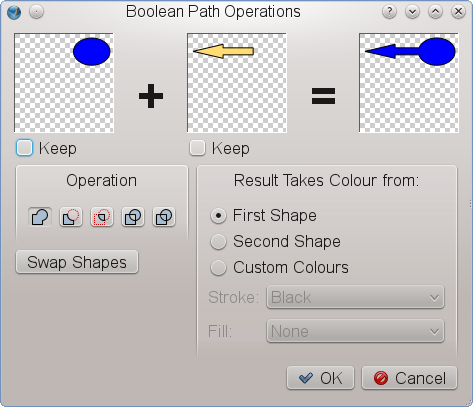 Boolean Path Operations
+ =
Keep Keep
Operation
Result Takes Colour from:
First Shape
Second Shape
Custom Colours
Swap Shapes
Stroke: Black
Fill: None
OK Cancel